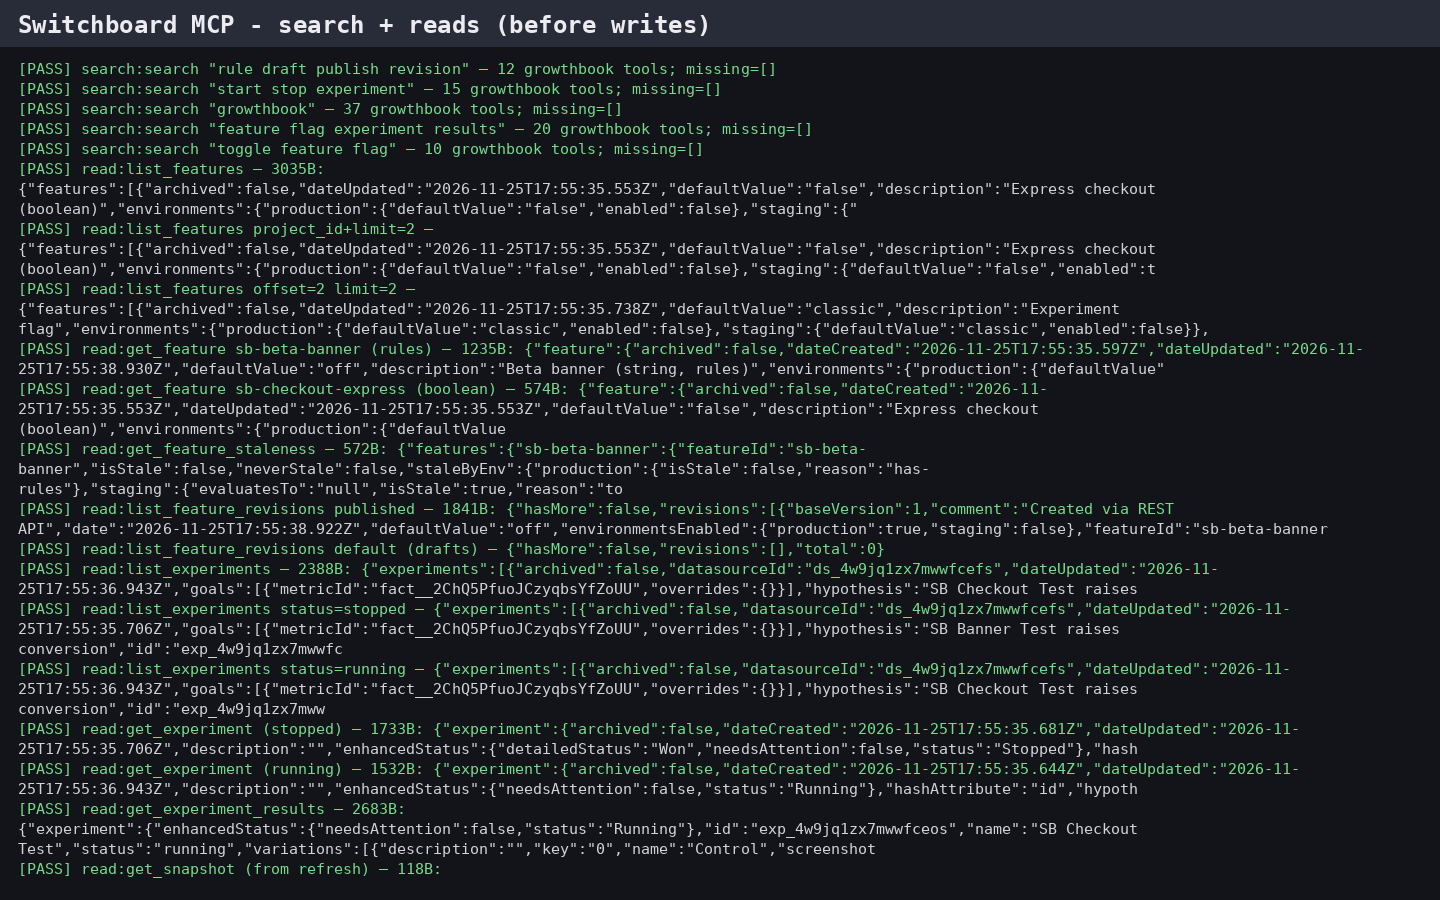 Switchboard MCP - search + reads (before writes)
[PASS] search:search "rule draft publish revision" — 12 growthbook tools; missing=[]
[PASS] search:search "start stop experiment" — 15 growthbook tools; missing=[]
[PASS] search:search "growthbook" — 37 growthbook tools; missing=[]
[PASS] search:search "feature flag experiment results" — 20 growthbook tools; missing=[]
[PASS] search:search "toggle feature flag" — 10 growthbook tools; missing=[]
[PASS] read:list_features — 3035B:
{"features":[{"archived":false,"dateUpdated":"2026-11-25T17:55:35.553Z","defaultValue":"false","description":"Express checkout
(boolean)","environments":{"production":{"defaultValue":"false","enabled":false},"staging":{"
[PASS] read:list_features project_id+limit=2 —
{"features":[{"archived":false,"dateUpdated":"2026-11-25T17:55:35.553Z","defaultValue":"false","description":"Express checkout
(boolean)","environments":{"production":{"defaultValue":"false","enabled":false},"staging":{"defaultValue":"false","enabled":t
[PASS] read:list_features offset=2 limit=2 —
{"features":[{"archived":false,"dateUpdated":"2026-11-25T17:55:35.738Z","defaultValue":"classic","description":"Experiment
flag","environments":{"production":{"defaultValue":"classic","enabled":false},"staging":{"defaultValue":"classic","enabled":false}},
[PASS] read:get_feature sb-beta-banner (rules) — 1235B: {"feature":{"archived":false,"dateCreated":"2026-11-25T17:55:35.597Z","dateUpdated":"2026-11-
25T17:55:38.930Z","defaultValue":"off","description":"Beta banner (string, rules)","environments":{"production":{"defaultValue"
[PASS] read:get_feature sb-checkout-express (boolean) — 574B: {"feature":{"archived":false,"dateCreated":"2026-11-
25T17:55:35.553Z","dateUpdated":"2026-11-25T17:55:35.553Z","defaultValue":"false","description":"Express checkout
(boolean)","environments":{"production":{"defaultValue
[PASS] read:get_feature_staleness — 572B: {"features":{"sb-beta-banner":{"featureId":"sb-beta-
banner","isStale":false,"neverStale":false,"staleByEnv":{"production":{"isStale":false,"reason":"has-
rules"},"staging":{"evaluatesTo":"null","isStale":true,"reason":"to
[PASS] read:list_feature_revisions published — 1841B: {"hasMore":false,"revisions":[{"baseVersion":1,"comment":"Created via REST
API","date":"2026-11-25T17:55:38.922Z","defaultValue":"off","environmentsEnabled":{"production":true,"staging":false},"featureId":"sb-beta-banner
[PASS] read:list_feature_revisions default (drafts) — {"hasMore":false,"revisions":[],"total":0}
[PASS] read:list_experiments — 2388B: {"experiments":[{"archived":false,"datasourceId":"ds_4w9jq1zx7mwwfcefs","dateUpdated":"2026-11-
25T17:55:36.943Z","goals":[{"metricId":"fact__2ChQ5PfuoJCzyqbsYfZoUU","overrides":{}}],"hypothesis":"SB Checkout Test raises
[PASS] read:list_experiments status=stopped — {"experiments":[{"archived":false,"datasourceId":"ds_4w9jq1zx7mwwfcefs","dateUpdated":"2026-11-
25T17:55:35.706Z","goals":[{"metricId":"fact__2ChQ5PfuoJCzyqbsYfZoUU","overrides":{}}],"hypothesis":"SB Banner Test raises
conversion","id":"exp_4w9jq1zx7mwwfc
[PASS] read:list_experiments status=running — {"experiments":[{"archived":false,"datasourceId":"ds_4w9jq1zx7mwwfcefs","dateUpdated":"2026-11-
25T17:55:36.943Z","goals":[{"metricId":"fact__2ChQ5PfuoJCzyqbsYfZoUU","overrides":{}}],"hypothesis":"SB Checkout Test raises
conversion","id":"exp_4w9jq1zx7mww
[PASS] read:get_experiment (stopped) — 1733B: {"experiment":{"archived":false,"dateCreated":"2026-11-25T17:55:35.681Z","dateUpdated":"2026-11-
25T17:55:35.706Z","description":"","enhancedStatus":{"detailedStatus":"Won","needsAttention":false,"status":"Stopped"},"hash
[PASS] read:get_experiment (running) — 1532B: {"experiment":{"archived":false,"dateCreated":"2026-11-25T17:55:35.644Z","dateUpdated":"2026-11-
25T17:55:36.943Z","description":"","enhancedStatus":{"needsAttention":false,"status":"Running"},"hashAttribute":"id","hypoth
[PASS] read:get_experiment_results — 2683B:
{"experiment":{"enhancedStatus":{"needsAttention":false,"status":"Running"},"id":"exp_4w9jq1zx7mwwfceos","name":"SB Checkout
Test","status":"running","variations":[{"description":"","key":"0","name":"Control","screenshot
[PASS] read:get_snapshot (from refresh) — 118B: